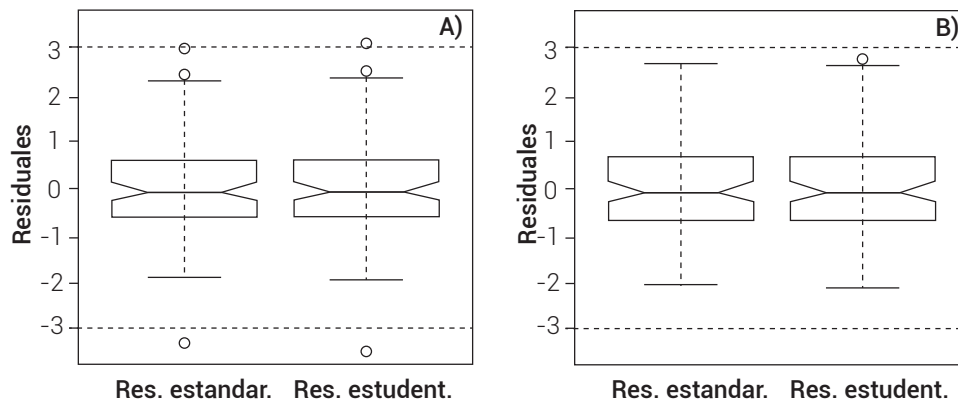 A)
Residuales
3
2
1
0
-1
-2
-3
Res. estandar. Res. estudent.
B)
Residuales
3
2
1
0
-1
-2
-3
Res. estandar. Res. estudent.